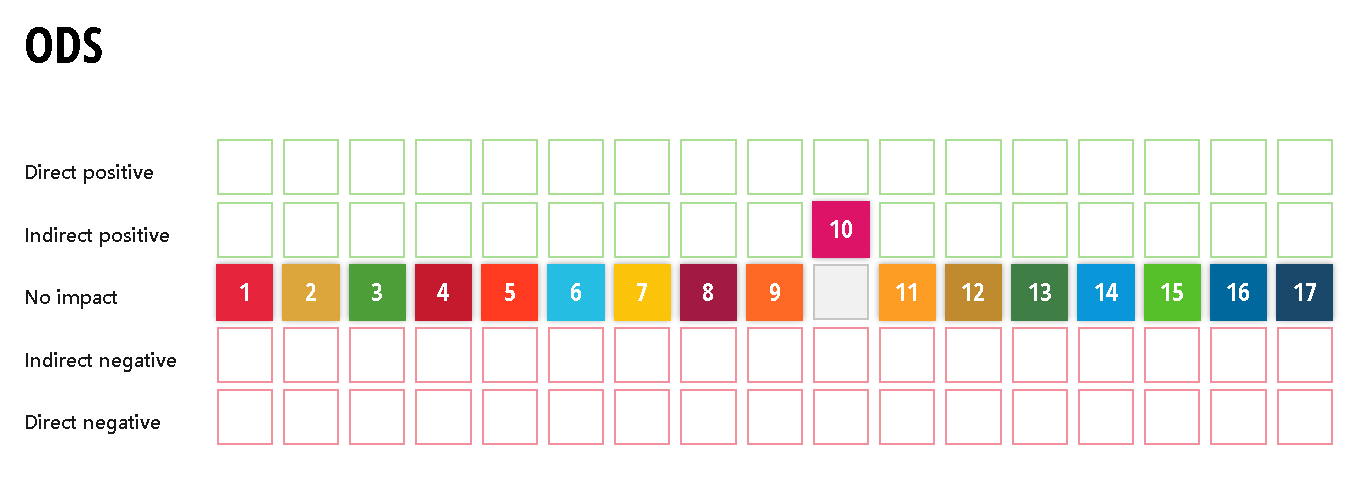 ODS
Direct positive
Indirect positive
10
No impact
1 2 3 4 5 6 7 8 9 11 12 13 14 15 16 17
Indirect negative
Direct negative